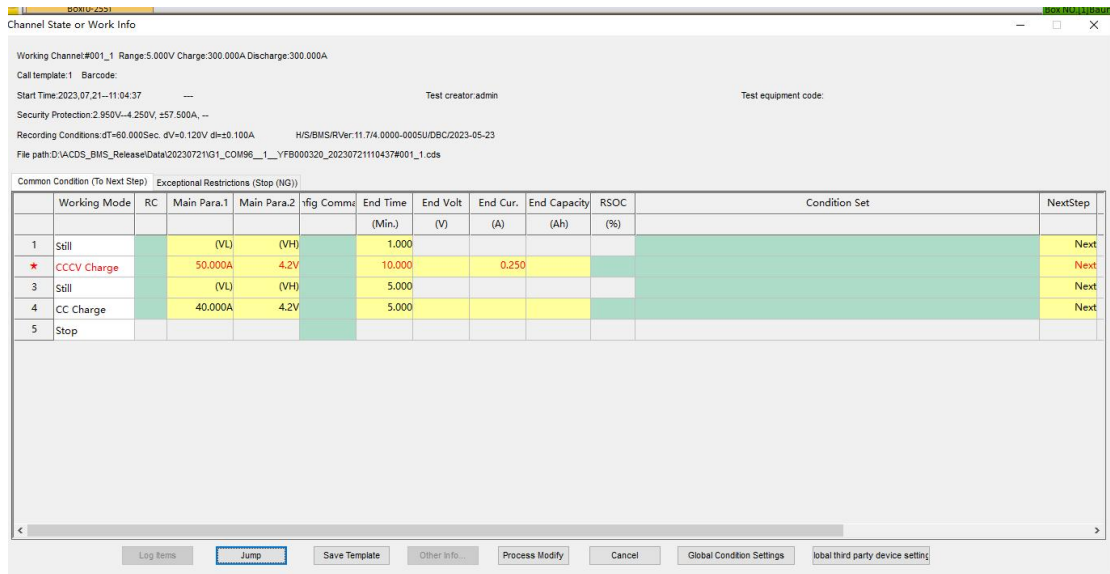 Box10-2551
Box NO.[1]Baur
Channel State or Work Info
Working Channel:#001_1 Range:5.000V Charge:300.000A Discharge:300.000A
Call template:1 Barcode:
Start Time:2023,07,21--11:04:37 --- Test creator:admin Test equipment code:
Security Protection:2.950V--4.250V, ±57.500A, --
Recording Conditions:dT=60.000Sec. dV=0.120V dI=±0.100A H/S/BMS/RVer:11.7/4.0000-0005U/DBC/2023-05-23
File path:D:\ACDS_BMS_Release\Data\20230721\G1_COM96__1__YFB000320_20230721110437#001_1.cds
Common Condition (To Next Step) Exceptional Restrictions (Stop (NG))
Working Mode RC Main Para.1 Main Para.2 nfig Comma End Time End Volt End Cur. End Capacity RSOC Condition Set NextStep
(Min.) (V) (A) (Ah) (%)
1 Still (VL) (VH) 1.000 Next
★ CCCV Charge 50.000A 4.2V 10.000 0.250 Next
3 Still (VL) (VH) 5.000 Next
4 CC Charge 40.000A 4.2V 5.000 Next
5 Stop
Log Items Jump Save Template Other Info... Process Modify Cancel Global Condition Settings lobal third party device setting